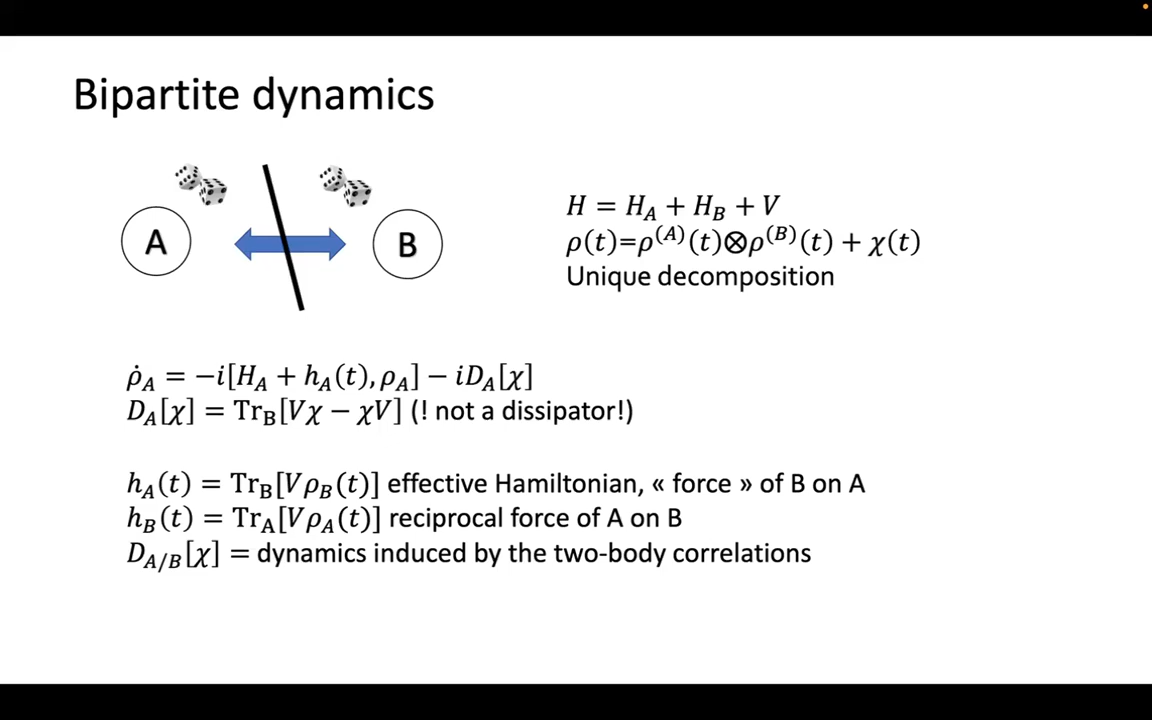 Bipartite dynamics
A
B
H = H_A + H_B + V
ρ(t)=ρ^(A)(t)⊗ρ^(B)(t) + χ(t)
Unique decomposition
ρ̇_A = −i[H_A + h_A(t), ρ_A] − iD_A[χ]
D_A[χ] = Tr_B[Vχ − χV] (! not a dissipator!)
h_A(t) = Tr_B[Vρ_B(t)] effective Hamiltonian, « force » of B on A
h_B(t) = Tr_A[Vρ_A(t)] reciprocal force of A on B
D_A/B[χ] = dynamics induced by the two-body correlations